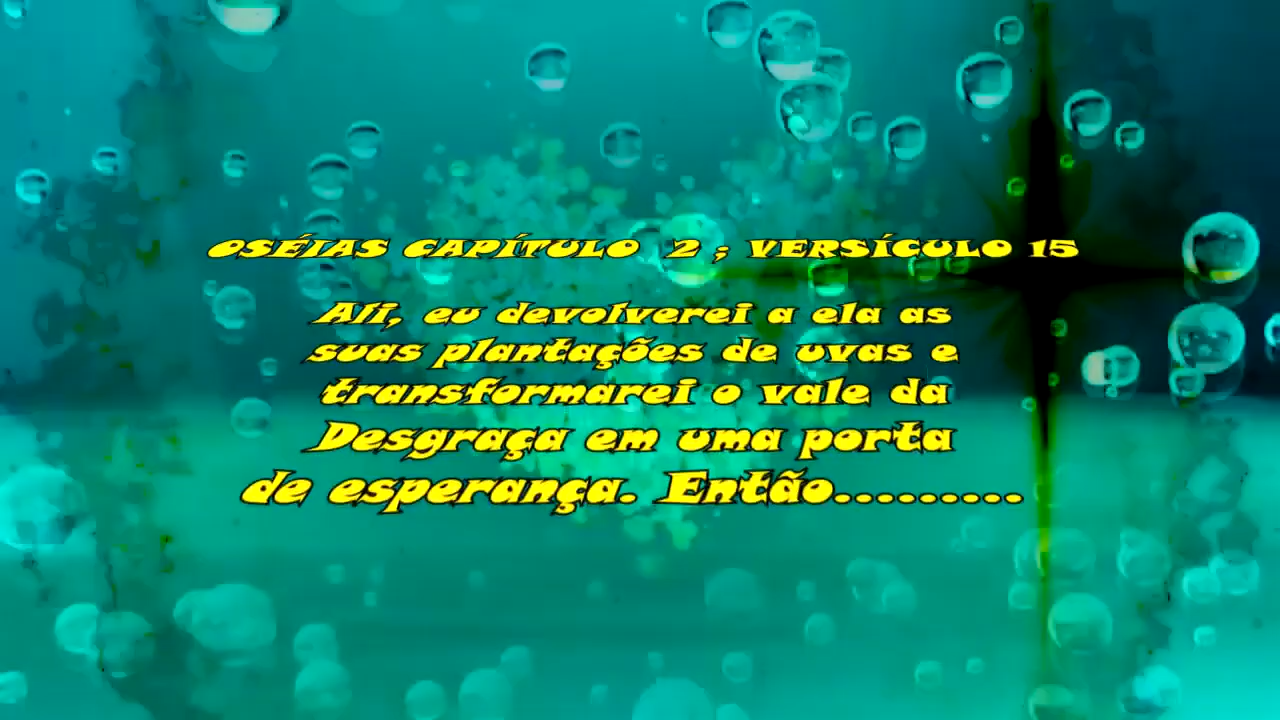 OSÉIAS CAPÍTULO 2 ; VERSÍCULO 15
Ali, eu devolverei a ela as
suas plantações de uvas e
transformarei o vale da
Desgraça em uma porta
de esperança. Então.........